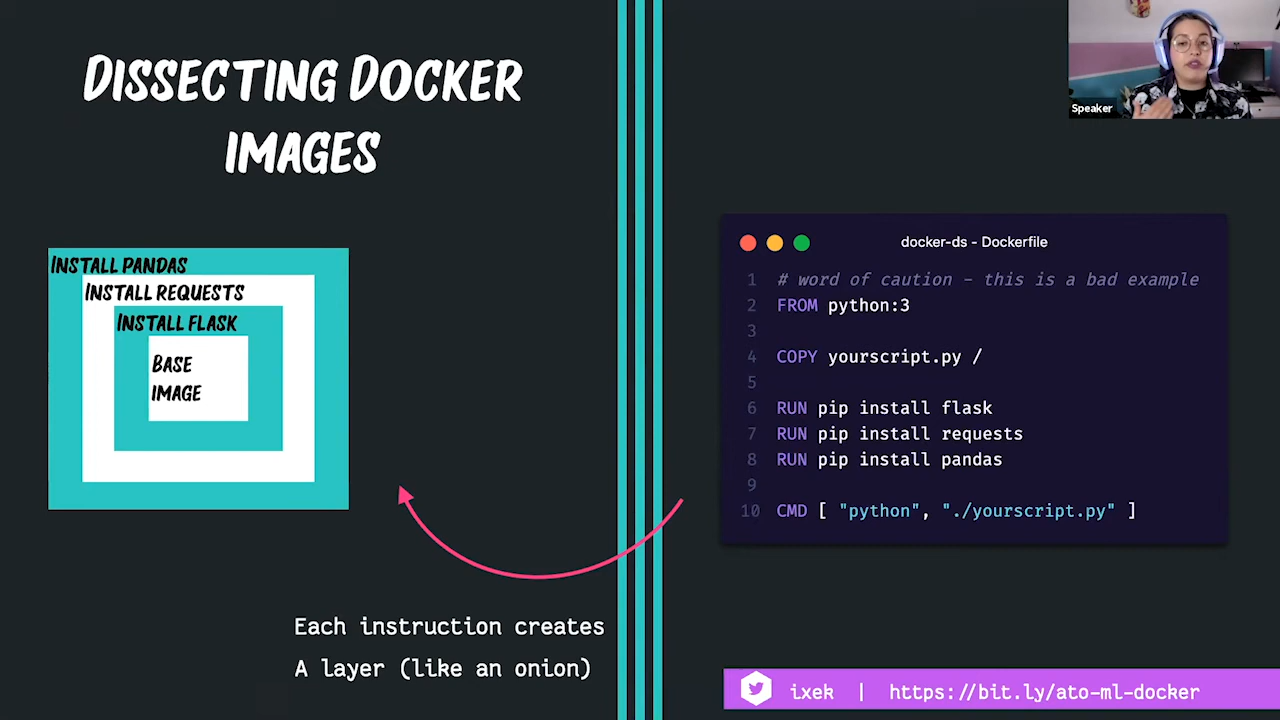 DISSECTING DOCKER
IMAGES
INSTALL PANDAS
INSTALL REQUESTS
INSTALL FLASK
BASE
IMAGE
Each instruction creates
A layer (like an onion)
Speaker
docker-ds - Dockerfile
1 # word of caution - this is a bad example
2 FROM python:3
3
4 COPY yourscript.py /
5
6 RUN pip install flask
7 RUN pip install requests
8 RUN pip install pandas
9
10 CMD [ "python", "./yourscript.py" ]
ixek | https://bit.ly/ato-ml-docker